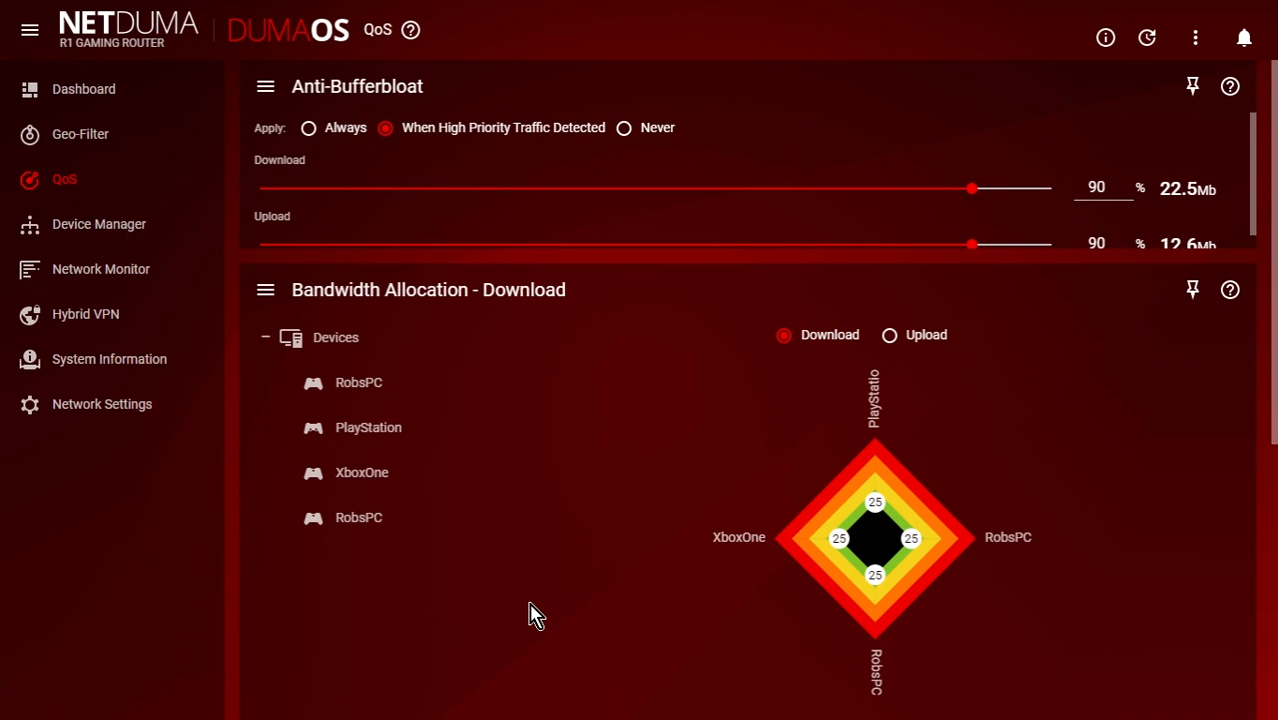 NETDUMA
R1 GAMING ROUTER
DUMAOS
QoS
Dashboard
Geo-Filter
QoS
Device Manager
Network Monitor
Hybrid VPN
System Information
Network Settings
Anti-Bufferbloat
Apply: Always When High Priority Traffic Detected Never
Download
90 % 22.5Mb
Upload
90 % 12.6Mb
Bandwidth Allocation - Download
Devices
RobsPC
PlayStation
XboxOne
RobsPC
Download Upload
PlayStatio
25
XboxOne 25 25 RobsPC
25
RobsPC